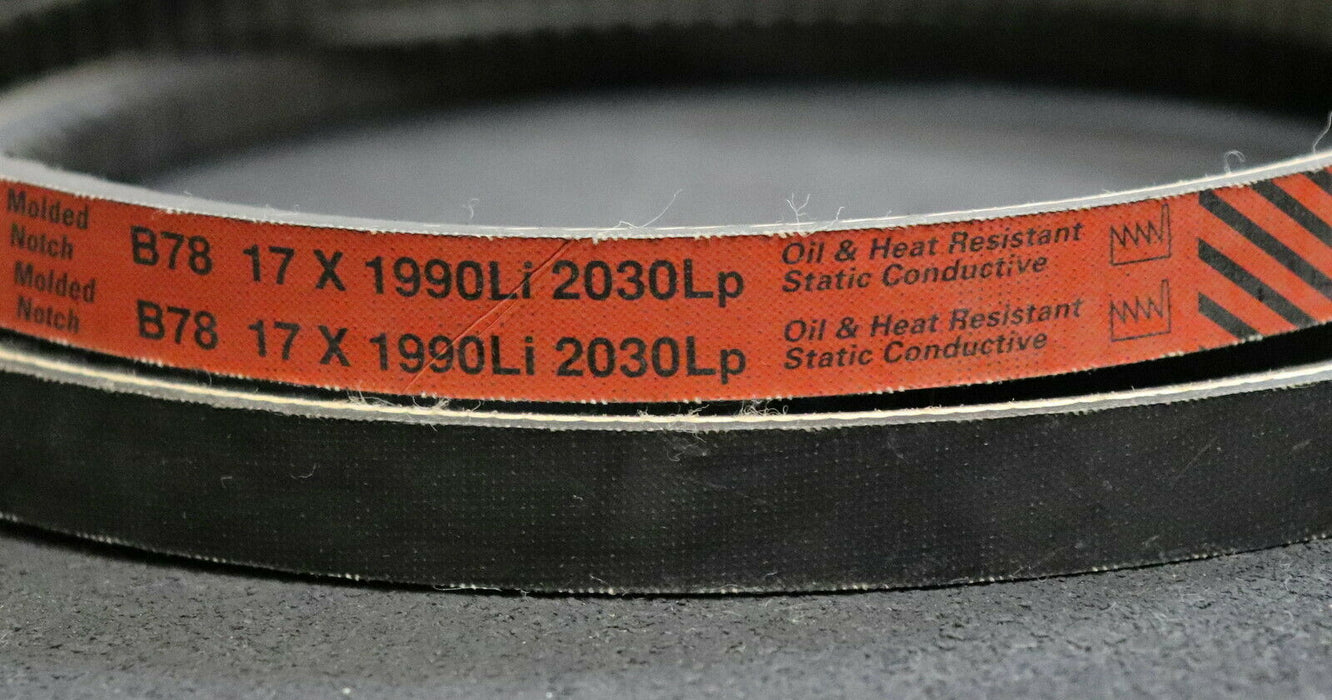 Molded
Notch
B78 17 X 1990Li 2030Lp
Oil & Heat Resistant
Static Conductive
Molded
Notch
B78 17 X 1990Li 2030Lp
Oil & Heat Resistant
Static Conductive